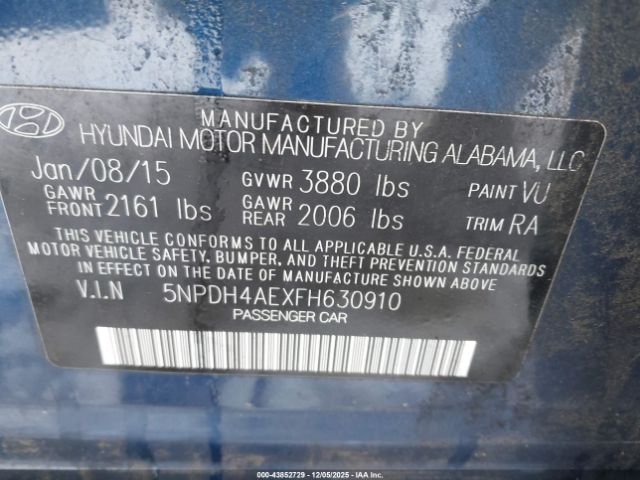 MANUFACTURED BY
HYUNDAI MOTOR MANUFACTURING ALABAMA, LLC
Jan/08/15 GVWR 3880 lbs PAINT VU
GAWR FRONT 2161 lbs GAWR REAR 2006 lbs TRIM RA
THIS VEHICLE CONFORMS TO ALL APPLICABLE U.S.A. FEDERAL
MOTOR VEHICLE SAFETY, BUMPER, AND THEFT PREVENTION STANDARDS
IN EFFECT ON THE DATE OF MANUFACTURE SHOWN ABOVE.
V.I.N 5NPDH4AEXFH630910
PASSENGER CAR
© 43852729 - 12/05/2025 - IAA Inc.